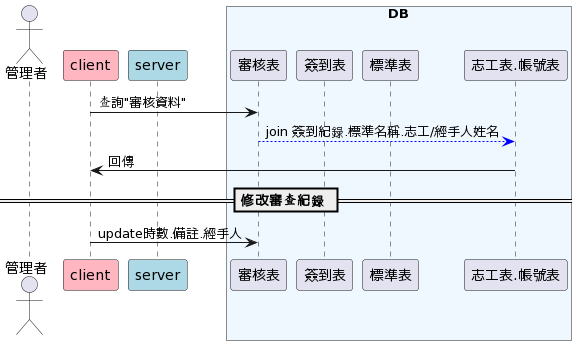 DB
管理者
client
server
審核表
簽到表
標準表
志工表.帳號表
查詢"審核資料"
join 簽到紀錄.標準名稱.志工/經手人姓名
回傳
修改審查紀錄
update時數.備註.經手人
管理者
client
server
審核表
簽到表
標準表
志工表.帳號表